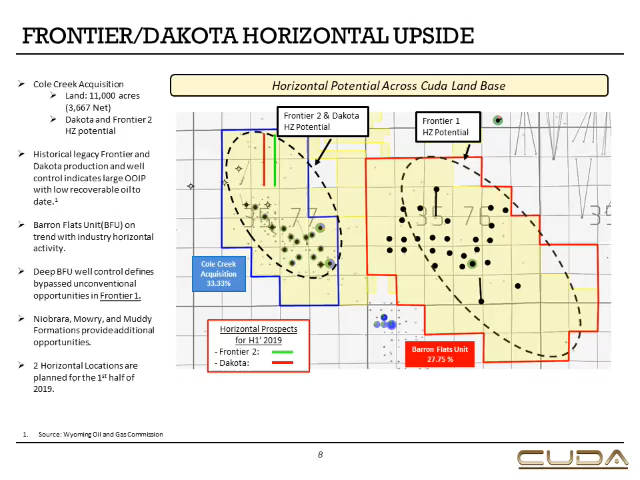 FRONTIER/DAKOTA HORIZONTAL UPSIDE
Cole Creek Acquisition
Land: 11,000 acres
(3,667 Net)
Dakota and Frontier 2
HZ potential
Historical legacy Frontier and
Dakota production and well
control indicates large OOIP
with low recoverable oil to
date.1
Barron Flats Unit(BFU) on
trend with industry horizontal
activity.
Deep BFU well control defines
bypassed unconventional
opportunities in Frontier 1.
Niobrara, Mowry, and Muddy
Formations provide additional
opportunities.
2 Horizontal Locations are
planned for the 1st half of
2019.
Horizontal Potential Across Cuda Land Base
Frontier 2 & Dakota
HZ Potential
Frontier 1
HZ Potential
35 77
35 76
35
Cole Creek
Acquisition
33.33%
Horizontal Prospects
for H1' 2019
- Frontier 2:
- Dakota:
Barron Flats Unit
27.75 %
1. Source: Wyoming Oil and Gas Commission
8
CUDA